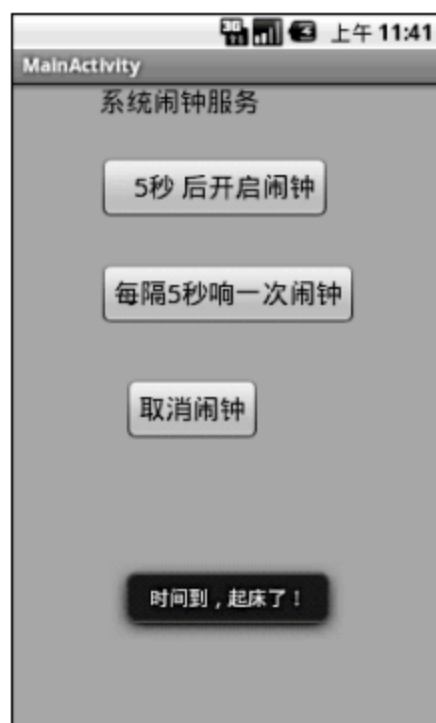 3G
上午 11:41
MainActivity
系统闹钟服务
5秒 后开启闹钟
每隔5秒响一次闹钟
取消闹钟
时间到，起床了！